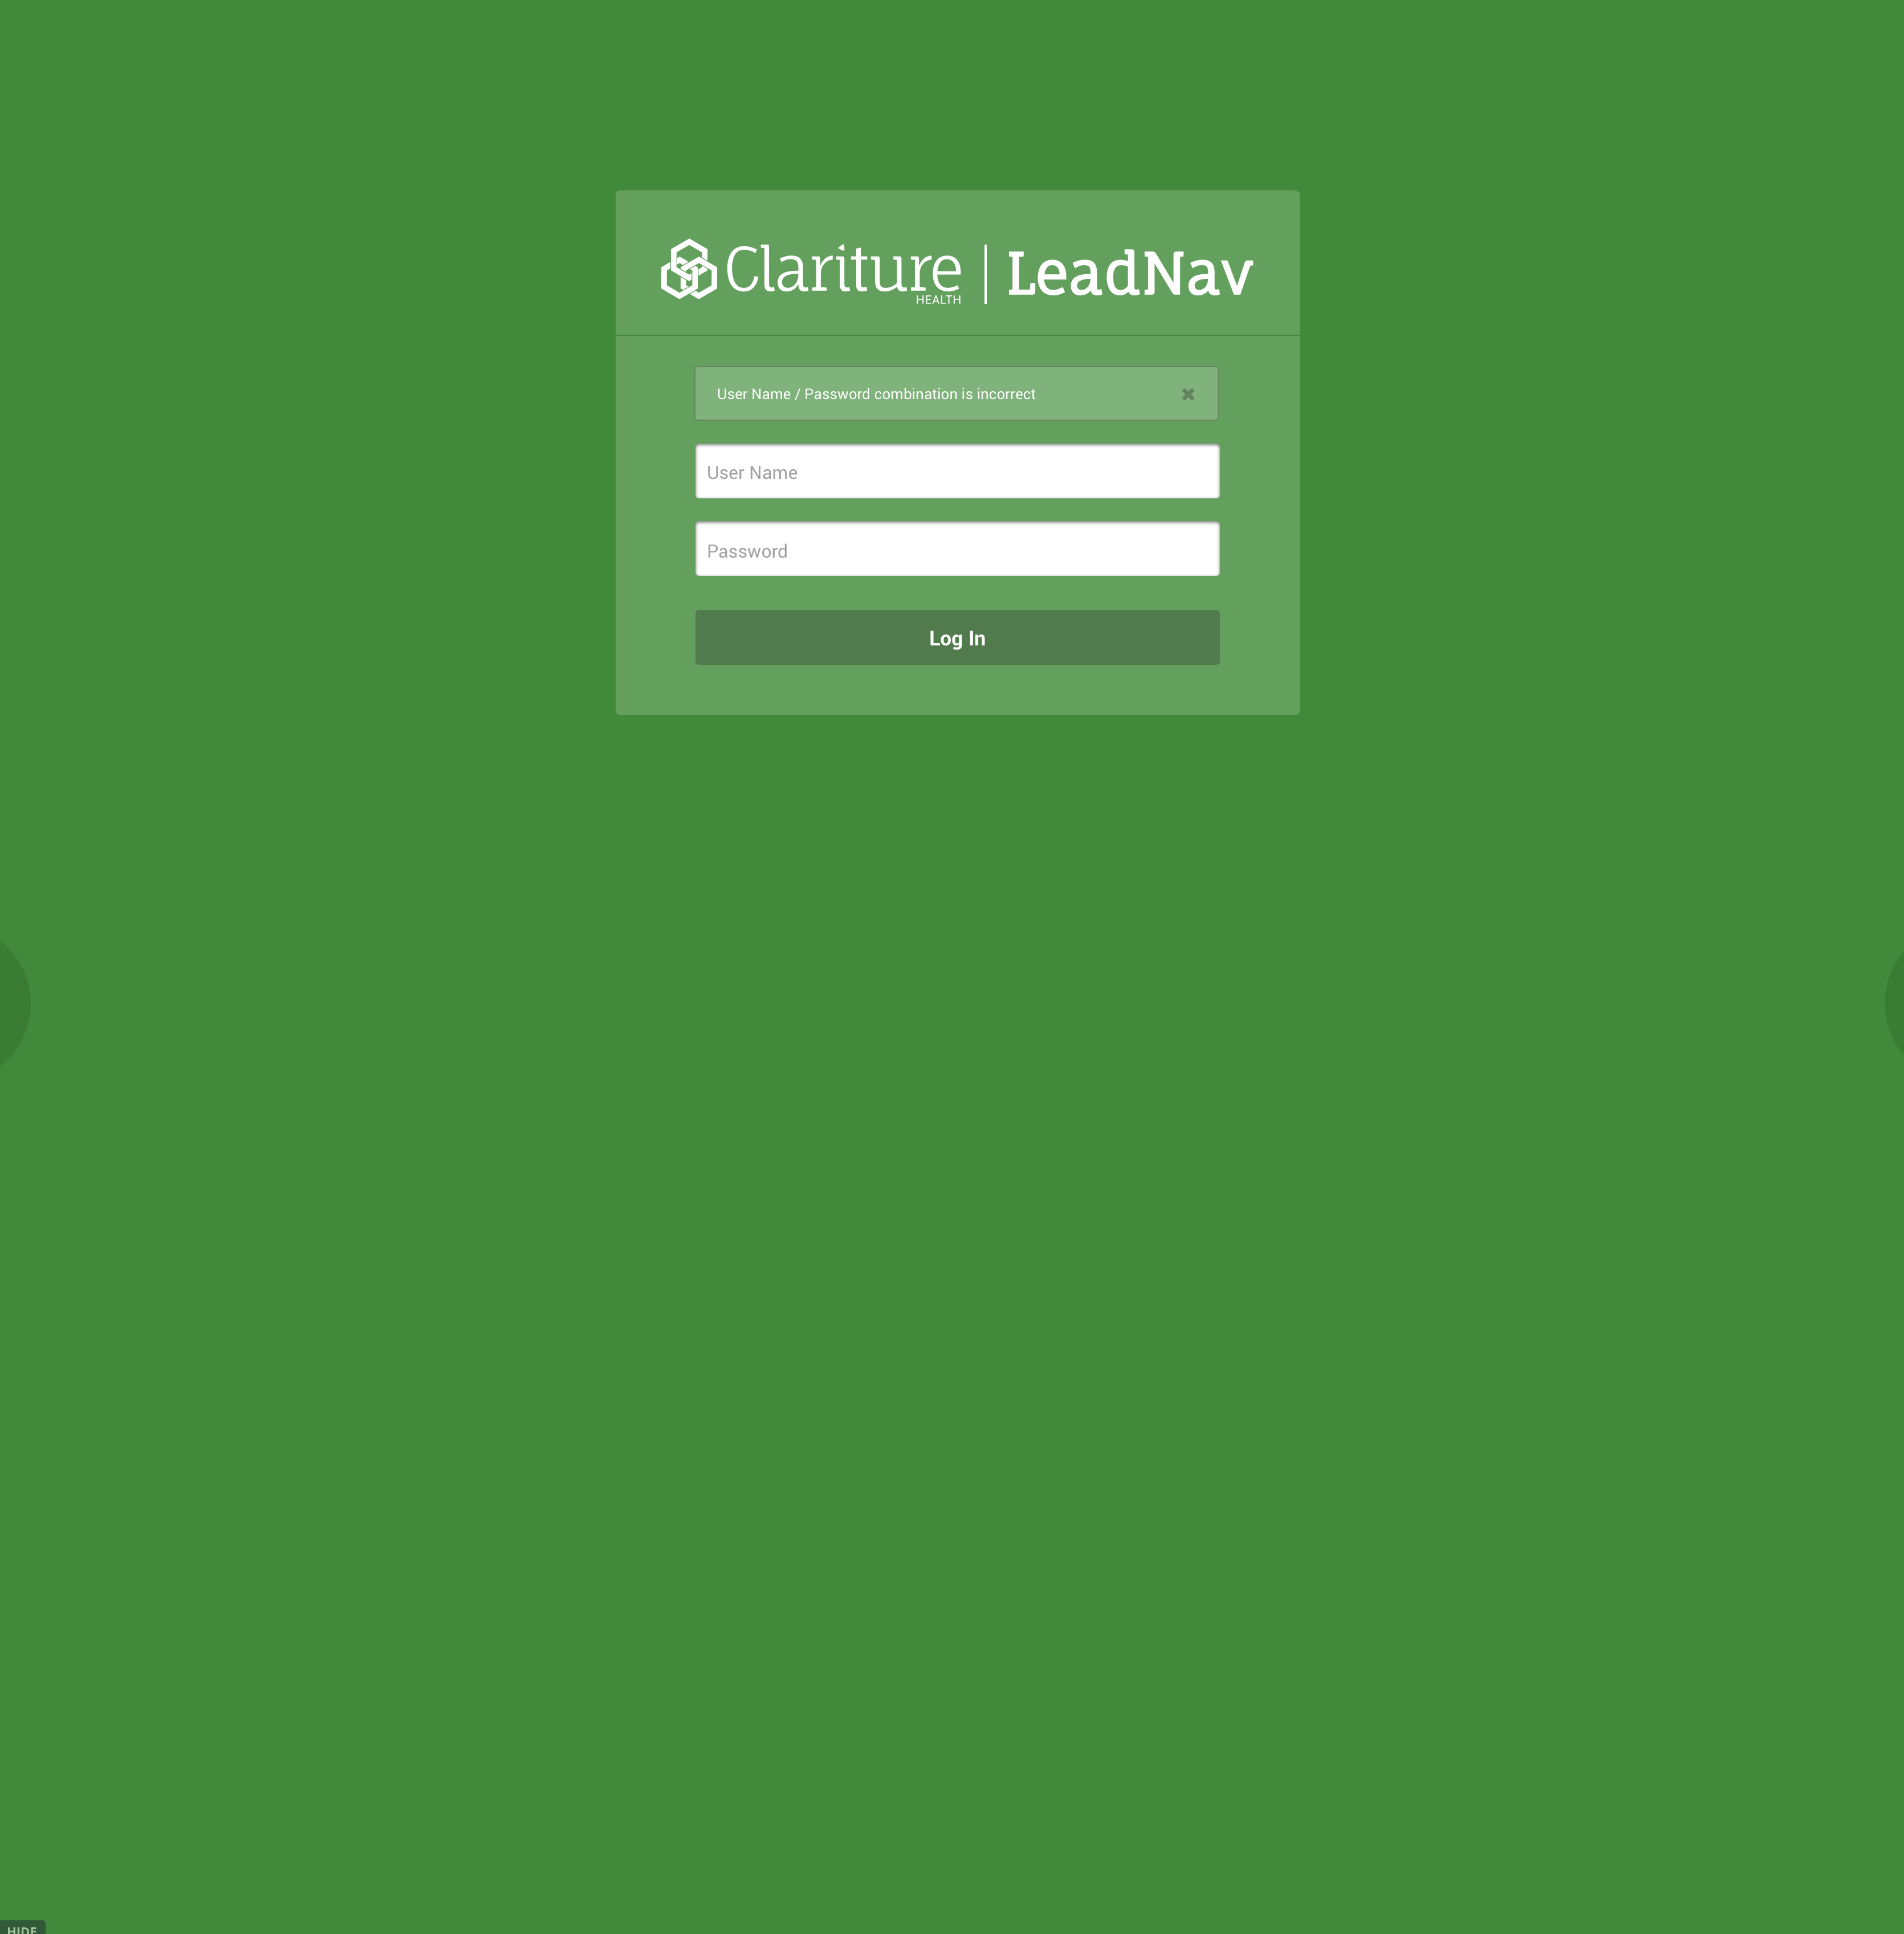 Clariture
HEALTH
LeadNav
User Name / Password combination is incorrect
User Name
Password
Log In
HIDE